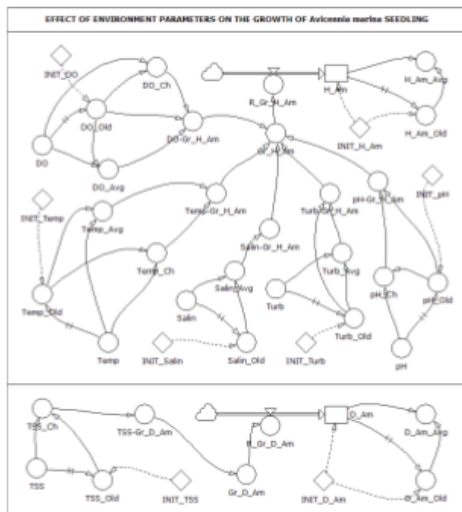 EFFECT OF ENVIRONMENT PARAMETERS ON THE GROWTH OF Avicennia marina SEEDLING
INIT_DO
DO_Ch
H_Am
H_Am_Avg
R_Gr_H_Am
DO_Old
DO-Gr_H_Am
H_Am_Old
INIT_H_Am
DO
Gr_H_Am
DO_Avg
INIT_Temp
Temp_Avg
Temp-Gr_H_Am
Turb-Gr_H_Am
pH-Gr_H_Am
INIT_pH
Salin-Gr_H_Am
Temp_Ch
Turb_Avg
Salin_Avg
pH_Ch
pH_Old
Temp_Old
Salin
Turb
Turb_Old
Temp
INIT_Salin
Salin_Old
INIT_Turb
pH
TSS_Ch
TSS-Gr_D_Am
D_Am
D_Am_Avg
R_Gr_D_Am
TSS
TSS_Old
INIT_TSS
Gr_D_Am
INIT_D_Am
D_Am_Old